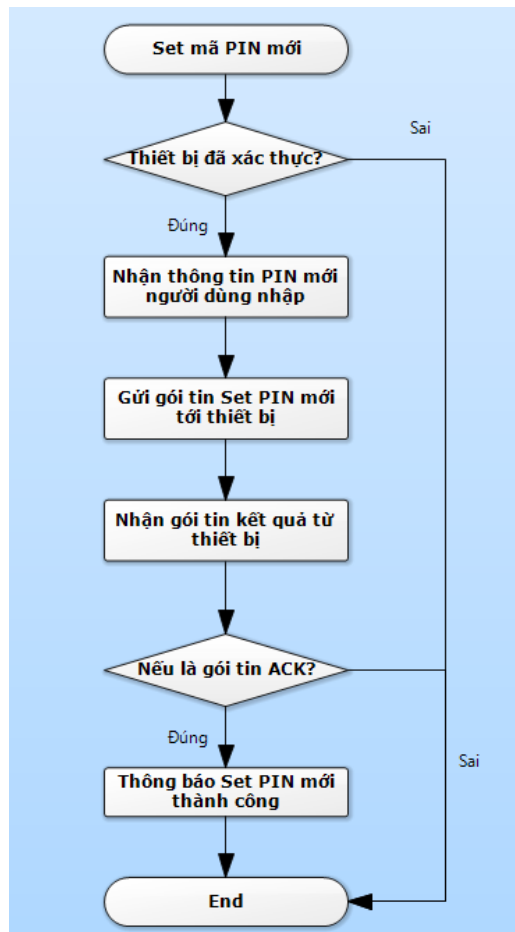 Set mã PIN mới
Sai
Thiết bị đã xác thực?
Đúng
Nhận thông tin PIN mới
người dùng nhập
Gửi gói tin Set PIN mới
tới thiết bị
Nhận gói tin kết quả từ
thiết bị
Nếu là gói tin ACK?
Đúng
Sai
Thông báo Set PIN mới
thành công
End